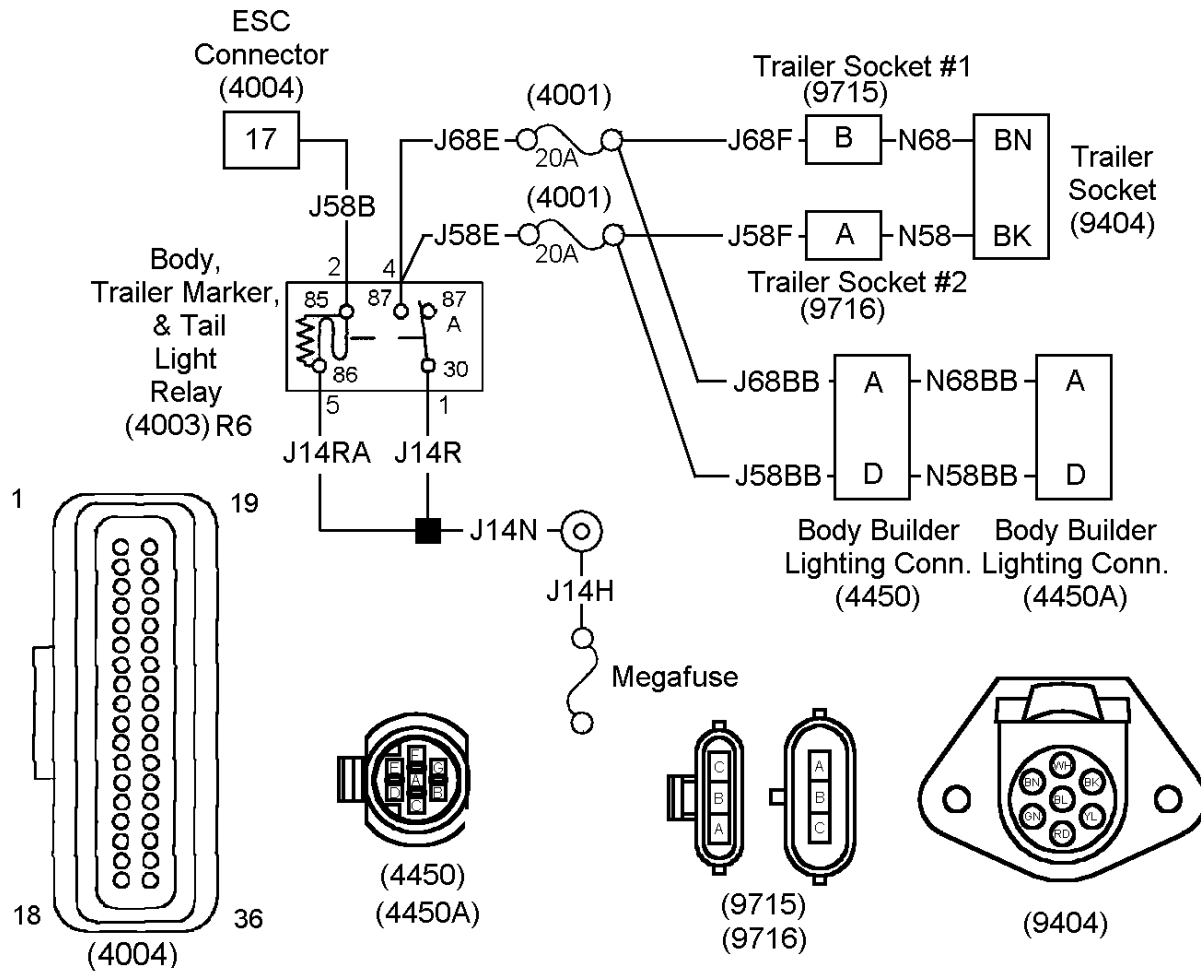 ESC
Connector
(4004)
17
J58B
Body,
Trailer Marker,
& Tail
Light
Relay
(4003) R6
2
4
85
87
87
A
86
30
5
1
J14RA
J14R
J14N
J14H
Megafuse
J68E
(4001)
20A
J58E
(4001)
20A
Trailer Socket #1
(9715)
J68F
B
N68
BN
J58F
A
N58
BK
Trailer Socket #2
(9716)
Trailer
Socket
(9404)
J68BB
A
N68BB
A
J58BB
D
N58BB
D
Body Builder
Lighting Conn.
(4450)
Body Builder
Lighting Conn.
(4450A)
1
19
18
36
(4004)
F
E
G
A
D
B
C
(4450)
(4450A)
C
B
A
A
B
C
(9715)
(9716)
WH
BN
BK
BL
GN
YL
RD
(9404)